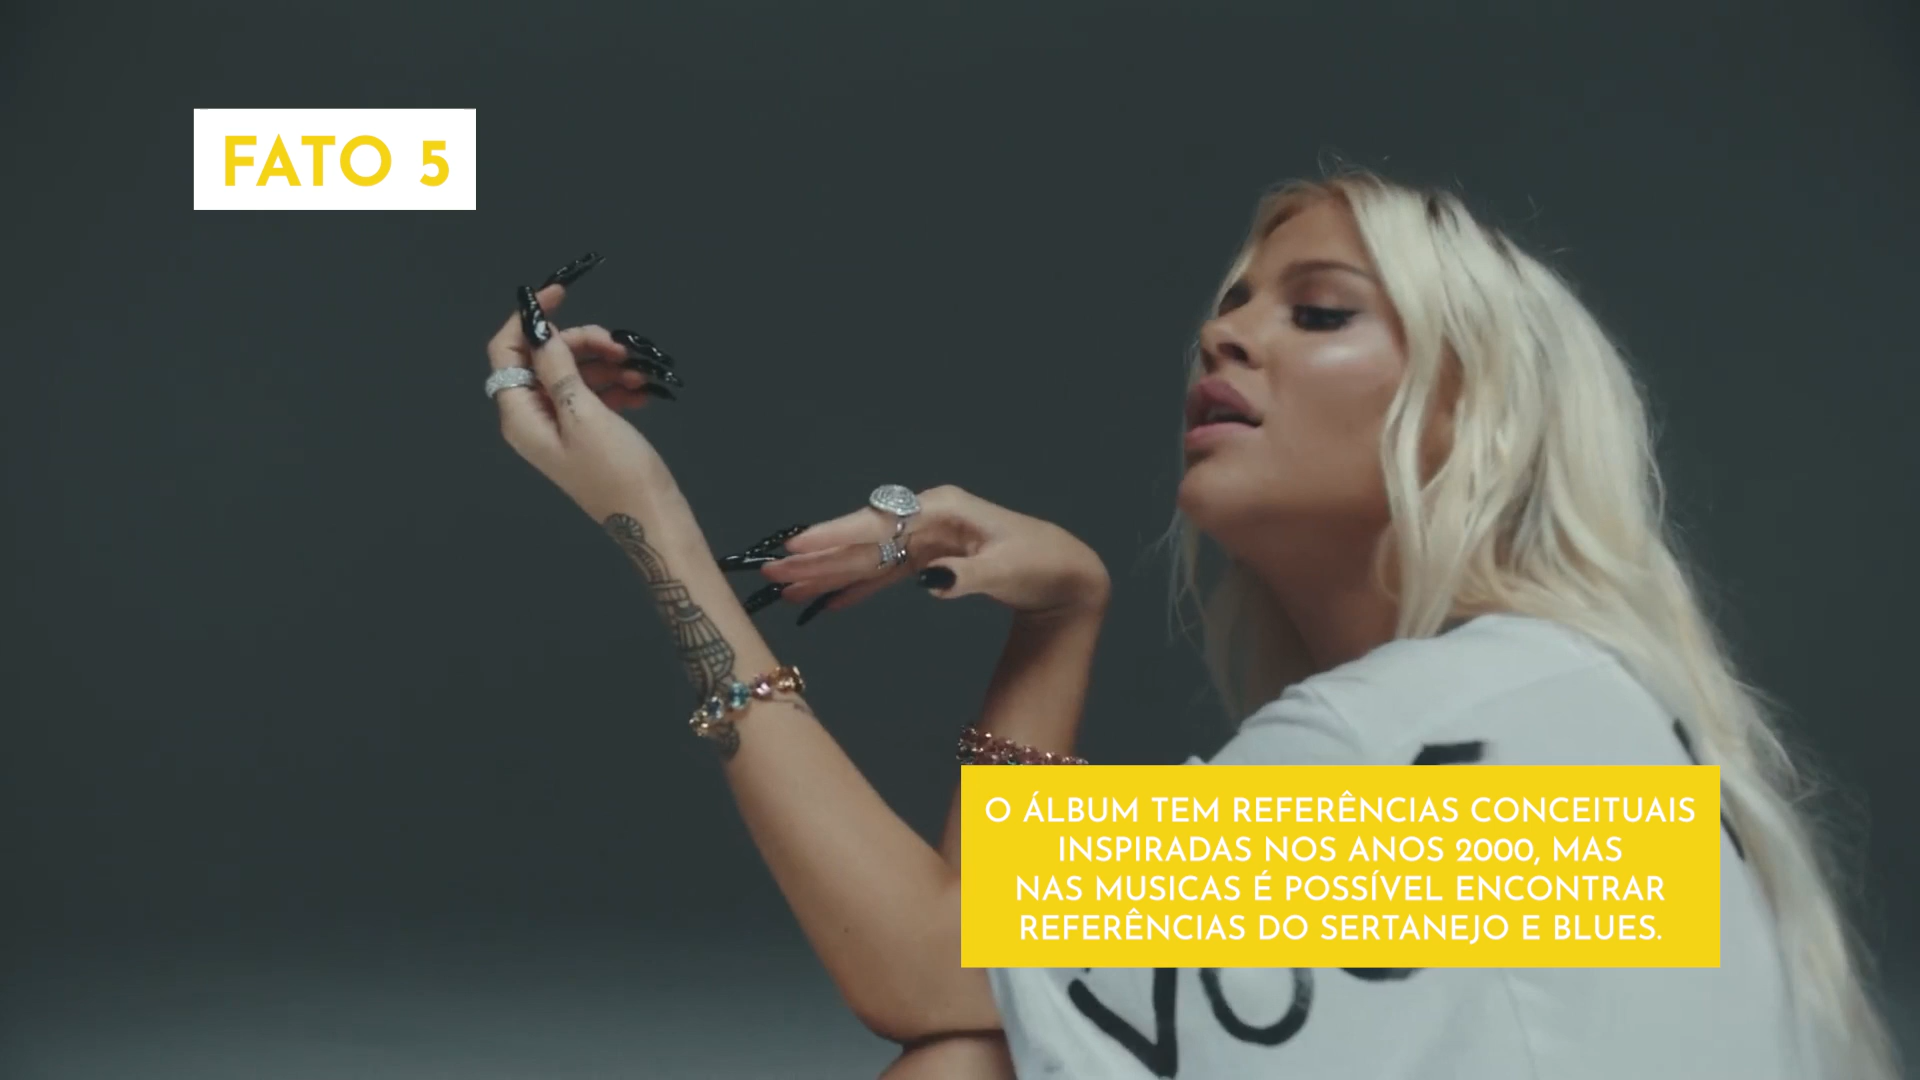 FATO 5
O ÁLBUM TEM REFERÊNCIAS CONCEITUAIS
INSPIRADAS NOS ANOS 2000, MAS
NAS MUSICAS É POSSÍVEL ENCONTRAR
REFERÊNCIAS DO SERTANEJO E BLUES.